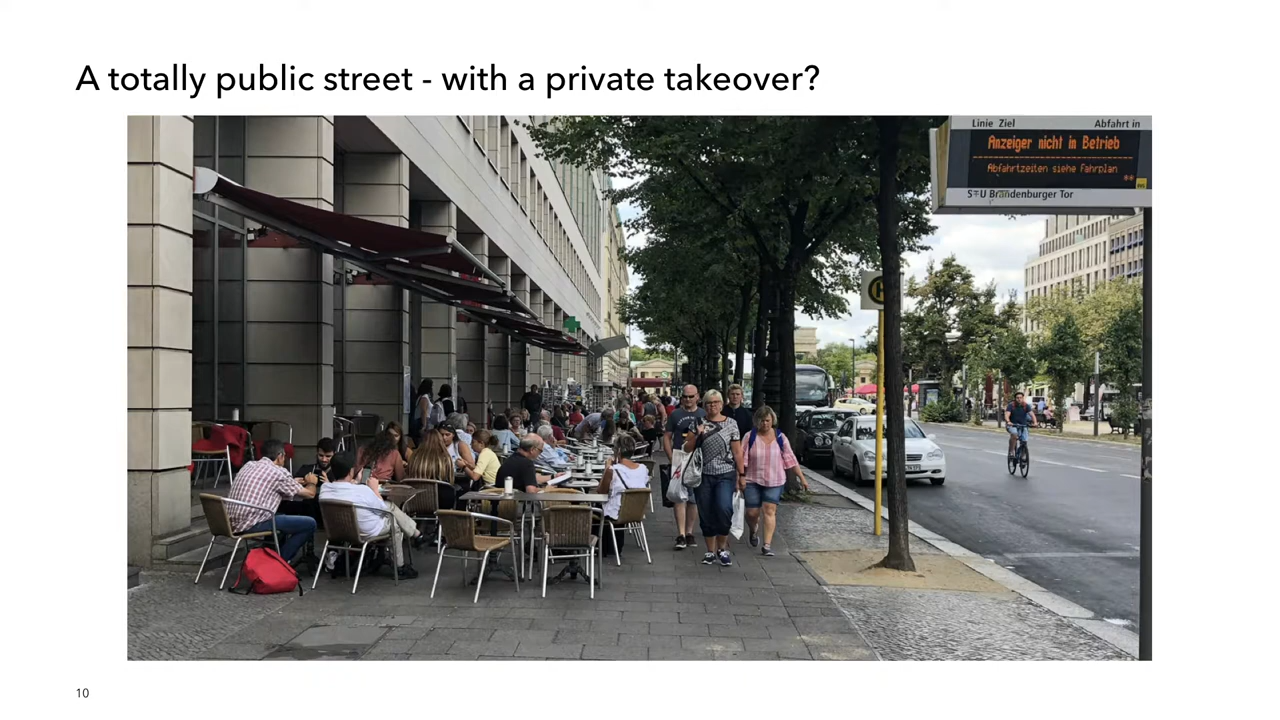 A totally public street - with a private takeover?
Linie Ziel Abfahrt in
Anzeiger nicht in Betrieb
Abfahrtzeiten siehe Fahrplan
**
S+U Brandenburger Tor
H
10